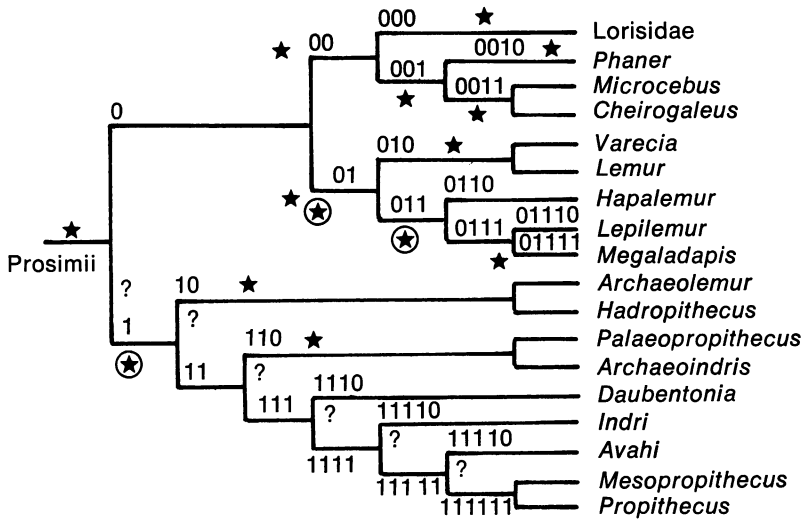 000
Lorisidae
00
0010
Phaner
001
0011
Microcebus
Cheirogaleus
0
010
Varecia
Lemur
01
0110
Hapalemur
011
0111
01110
Lepilemur
01111
Megaladapis
Prosimii
?
10
Archaeolemur
?
Hadropithecus
1
110
Palaeopropithecus
11
?
Archaeoindris
1110
Daubentonia
111
?
11110
Indri
?
11110
Avahi
1111
?
111 11
Mesopropithecus
111111
Propithecus